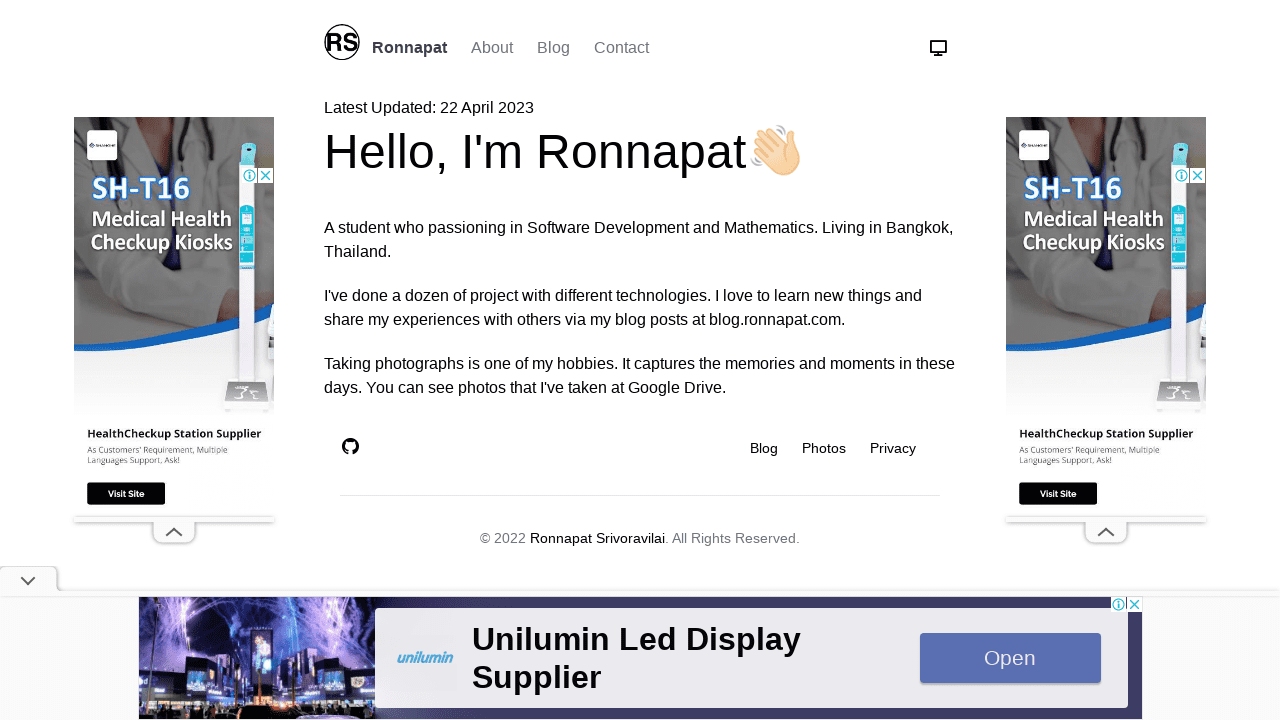 RS Ronnapat About Blog Contact
Latest Updated: 22 April 2023
Hello, I'm Ronnapat👋🏻
A student who passioning in Software Development and Mathematics. Living in Bangkok,
Thailand.
I've done a dozen of project with different technologies. I love to learn new things and
share my experiences with others via my blog posts at blog.ronnapat.com.
Taking photographs is one of my hobbies. It captures the memories and moments in these
days. You can see photos that I've taken at Google Drive.
Blog Photos Privacy
© 2022 Ronnapat Srivoravilai. All Rights Reserved.
SH-T16
Medical Health
Checkup Kiosks
HealthCheckup Station Supplier
As Customers' Requirement, Multiple
Languages Support, Ask!
Visit Site
SH-T16
Medical Health
Checkup Kiosks
HealthCheckup Station Supplier
As Customers' Requirement, Multiple
Languages Support, Ask!
Visit Site
unilumin
Unilumin Led Display
Supplier
Open